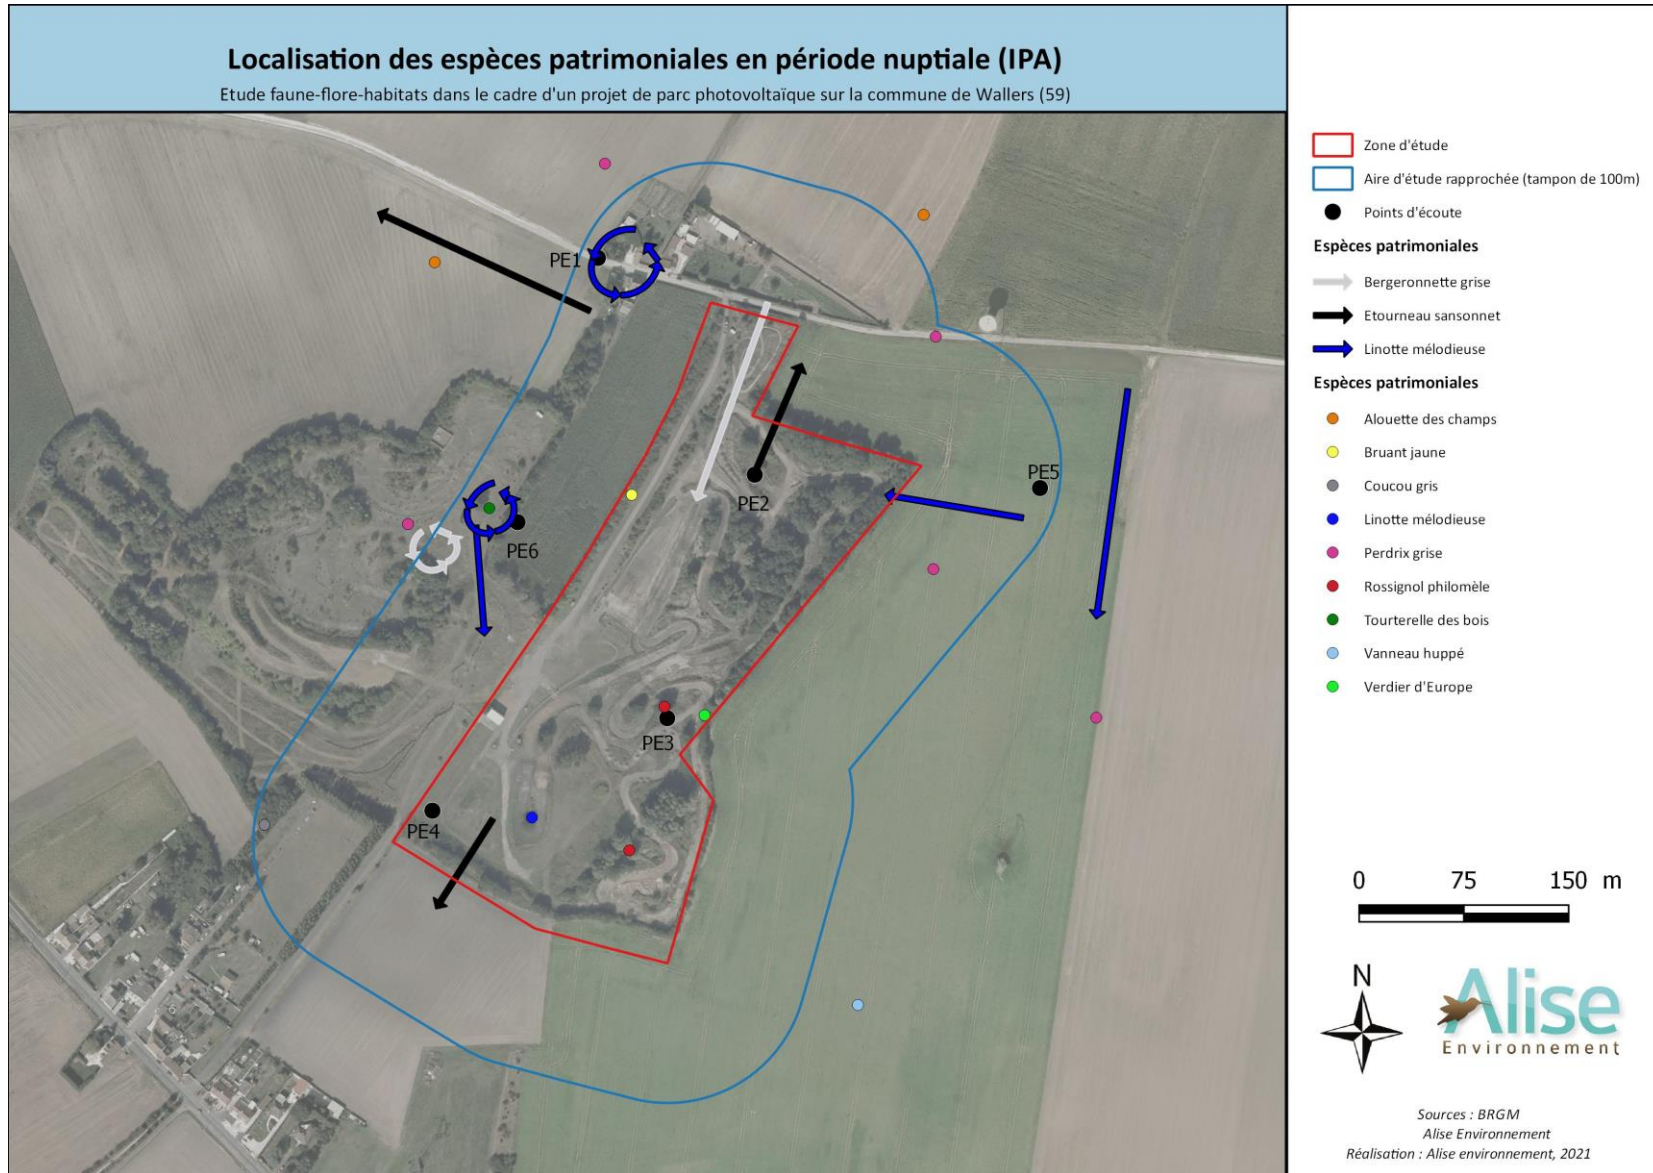 Localisation des espèces patrimoniales en période nuptiale (IPA)
Etude faune-flore-habitats dans le cadre d'un projet de parc photovoltaïque sur la commune de Wallers (59)
PE1
PE2
PE5
PE6
PE3
PE4
Zone d'étude
Aire d'étude rapprochée (tampon de 100m)
Points d'écoute
Espèces patrimoniales
Bergeronnette grise
Etourneau sansonnet
Linotte mélodieuse
Espèces patrimoniales
Alouette des champs
Bruant jaune
Coucou gris
Linotte mélodieuse
Perdrix grise
Rossignol philomèle
Tourterelle des bois
Vanneau huppé
Verdier d'Europe
0 75 150 m
N
Alise
Environnement
Sources : BRGM
Alise Environnement
Réalisation : Alise environnement, 2021